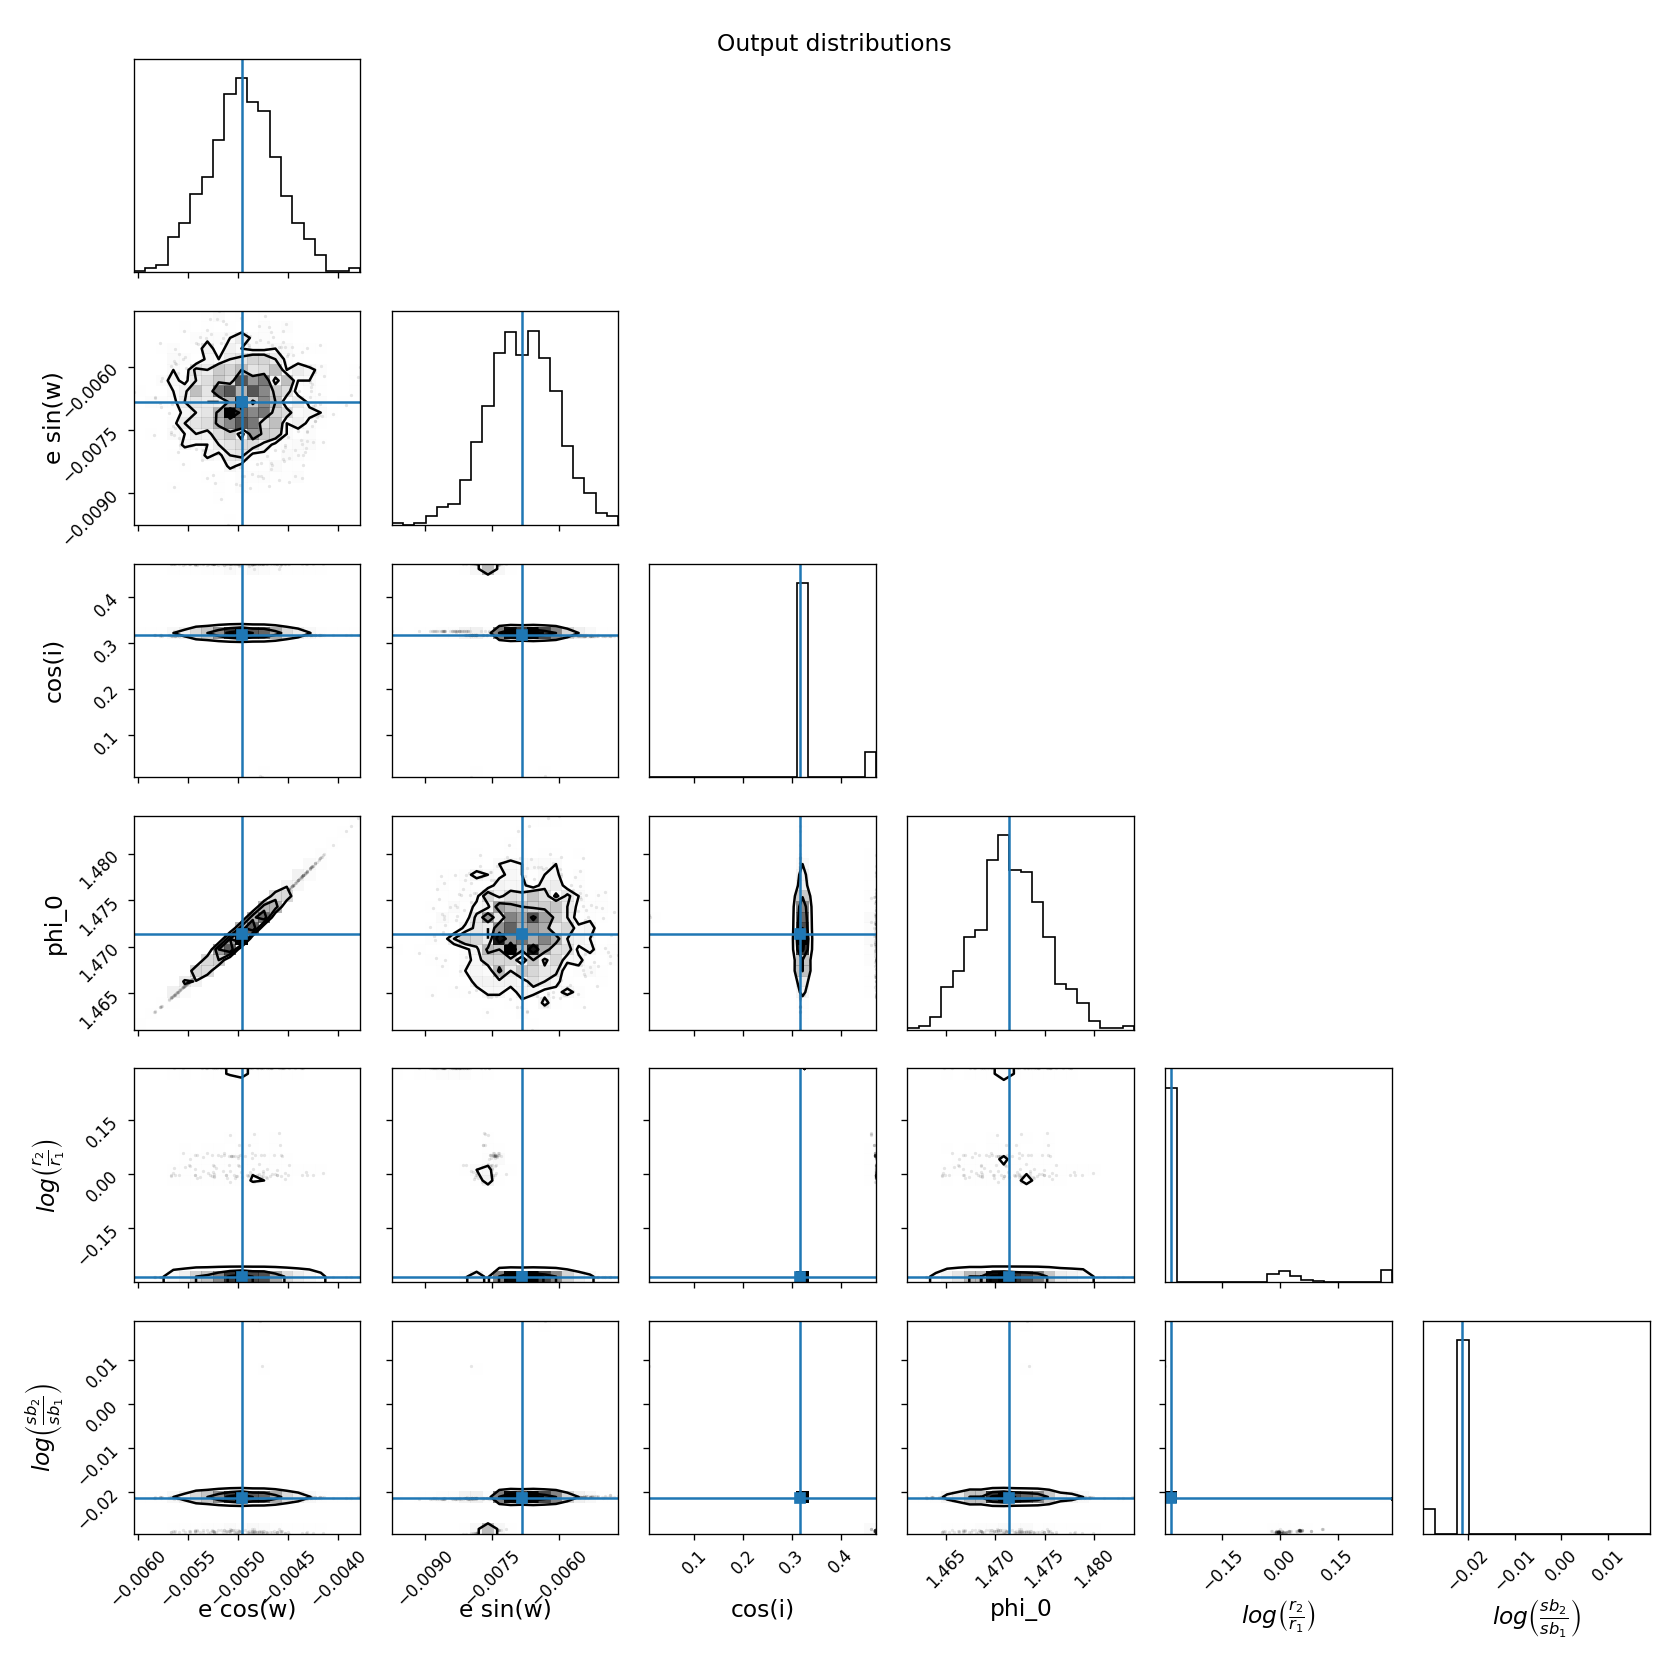 Output distributions
e sin(w)
−0.0060
−0.0075
−0.0090
cos(i)
0.4
0.3
0.2
0.1
phi_0
1.480
1.475
1.470
1.465
log(r₂/r₁)
0.15
0.00
−0.15
log(sb₂/sb₁)
0.01
0.00
−0.01
−0.02
−0.0060 −0.0055 −0.0050 −0.0045 −0.0040
e cos(w)
−0.0090 −0.0075 −0.0060
e sin(w)
0.1 0.2 0.3 0.4
cos(i)
1.465 1.470 1.475 1.480
phi_0
−0.15 0.00 0.15
log(r₂/r₁)
−0.02 −0.01 0.00 0.01
log(sb₂/sb₁)